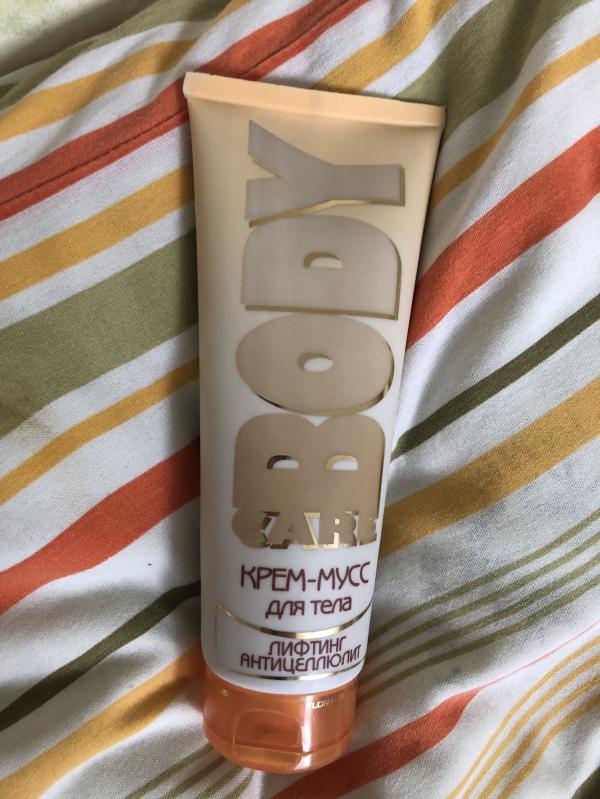 BODY
CARE
КРЕМ-МУСС
для тела
ЛИФТИНГ
АНТИЦЕЛЛЮЛИТ